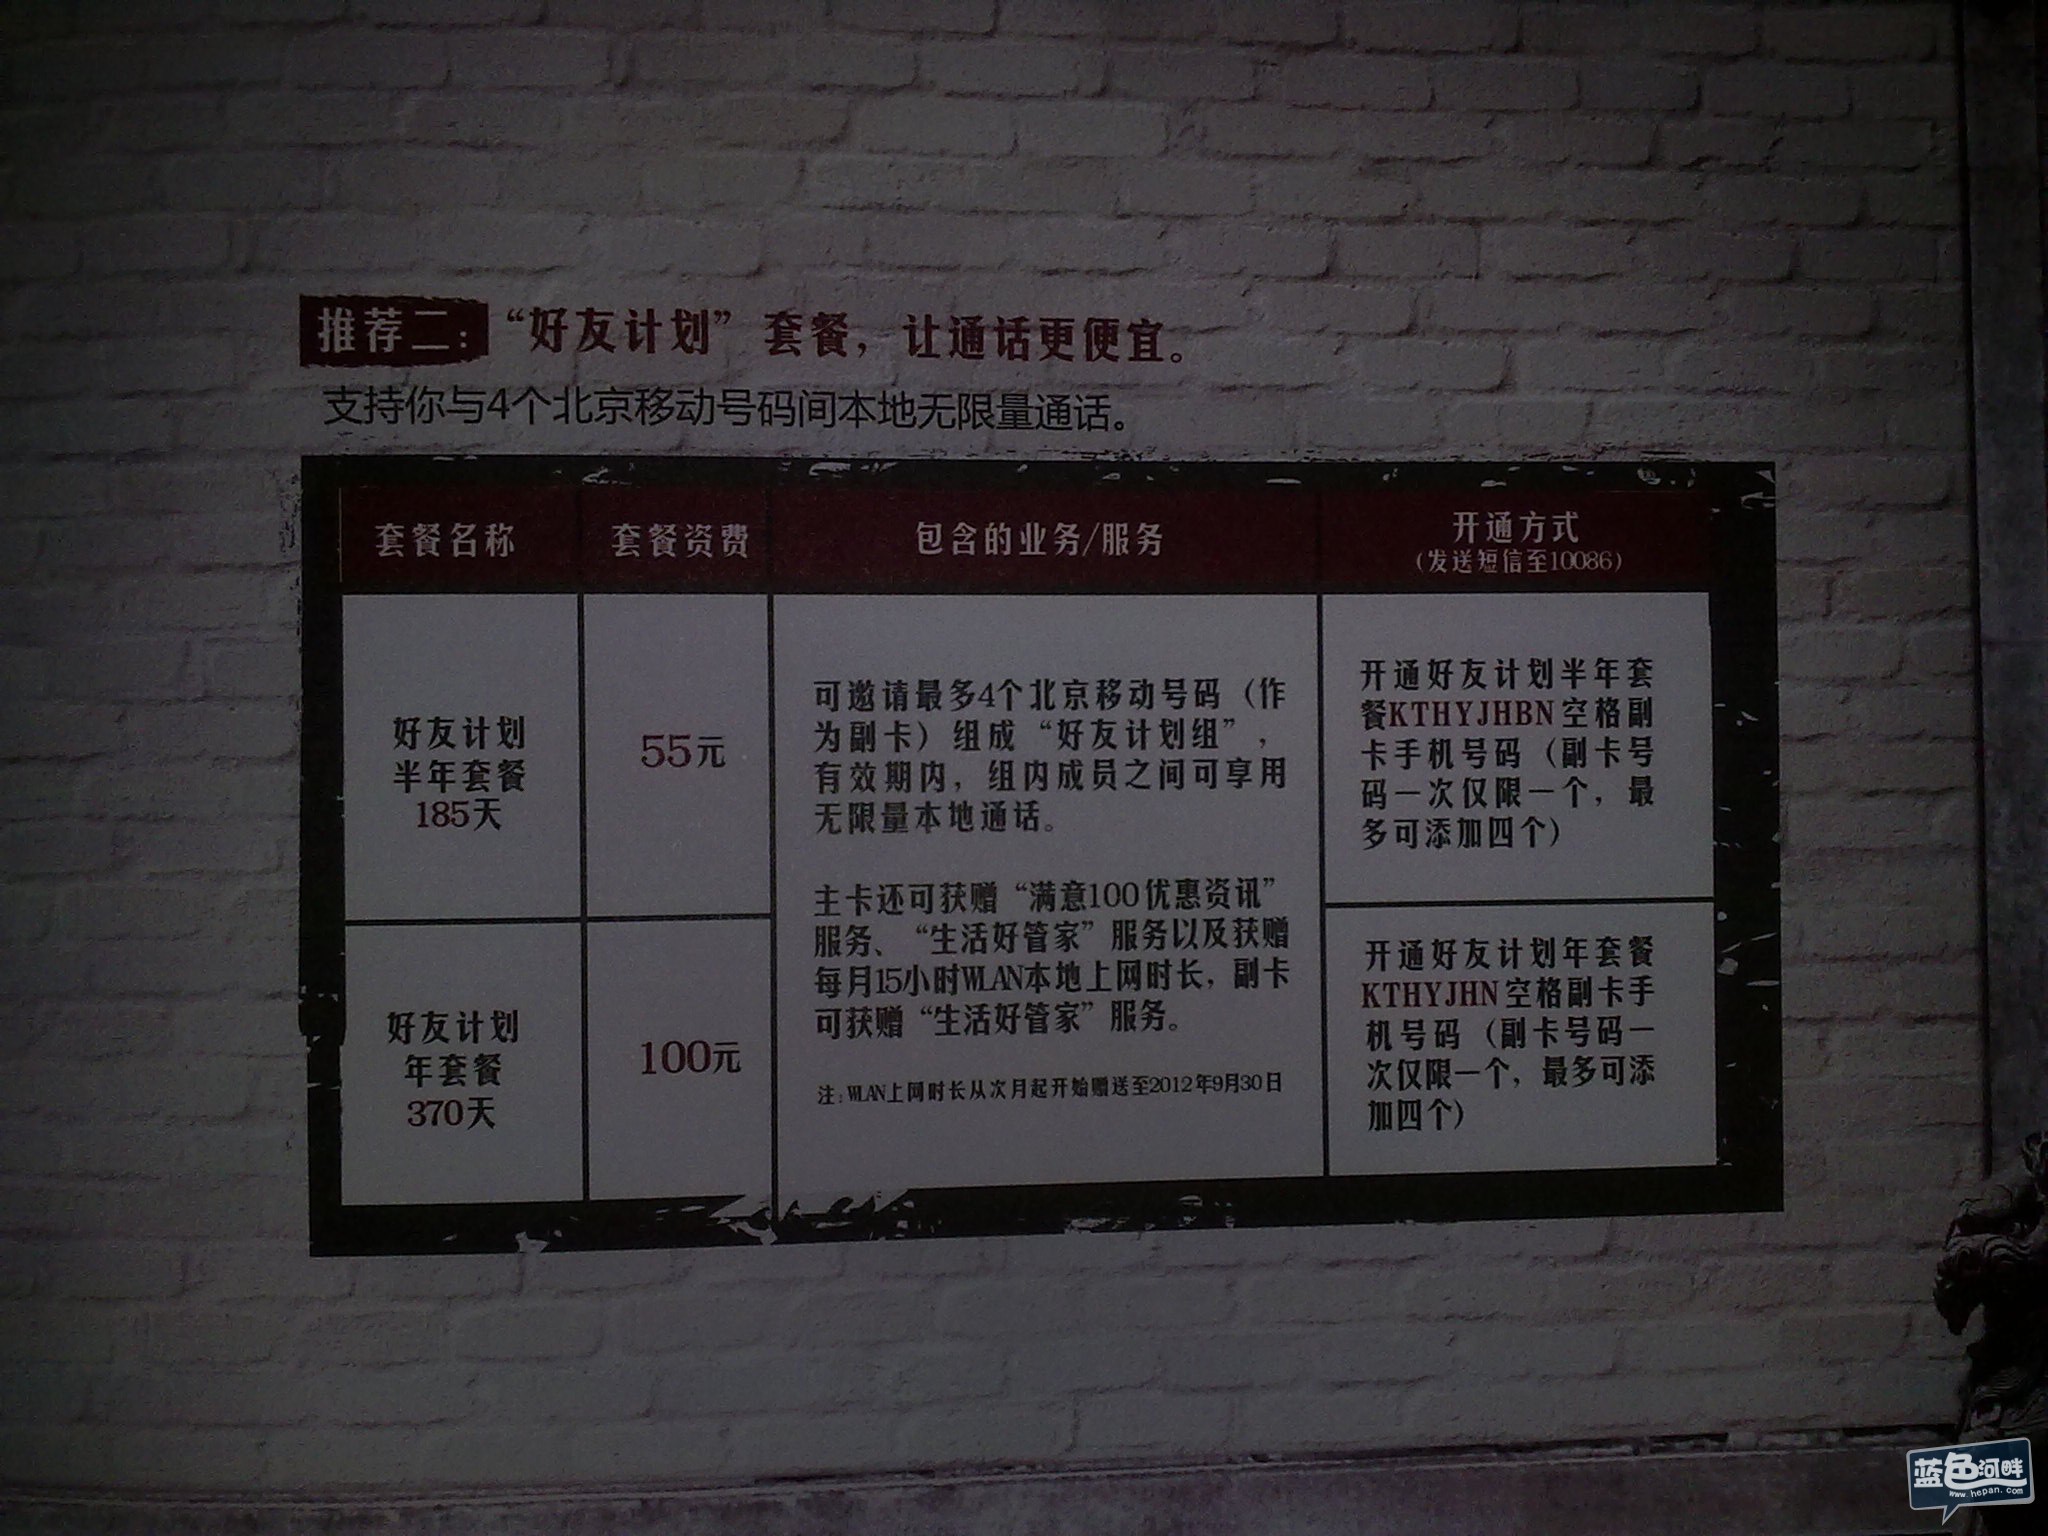 推荐二：“好友计划”套餐，让通话更便宜。
支持你与4个北京移动号码间本地无限量通话。
套餐名称
套餐资费
包含的业务/服务
开通方式
（发送短信至10086）
好友计划
半年套餐
185天
55元
可邀请最多4个北京移动号码（作
为副卡）组成“好友计划组”，
有效期内，组内成员之间可享用
无限量本地通话。
主卡还可获赠“满意100优惠资讯”
服务、“生活好管家”服务以及获赠
每月15小时WLAN本地上网时长，副卡
可获赠“生活好管家”服务。
注：WLAN上网时长从次月起开始赠送至2012年9月30日
开通好友计划半年套
餐KTHYJHBN空格副
卡手机号码（副卡号
码一次仅限一个，最
多可添加四个）
好友计划
年套餐
370天
100元
开通好友计划年套餐
KTHYJHN空格副卡手
机号码（副卡号码一
次仅限一个，最多可添
加四个）
蓝色河畔
www.hepan.com